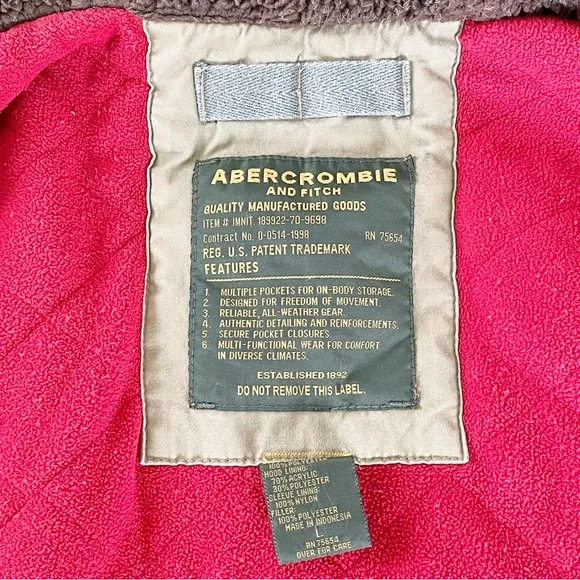 ABERCROMBIE
AND FITCH
QUALITY MANUFACTURED GOODS
ITEM # JMNIT. 189922-70-9698
Contract No. 0-0514-1998 RN 75654
REG. U.S. PATENT TRADEMARK
FEATURES
1. MULTIPLE POCKETS FOR ON-BODY STORAGE.
2. DESIGNED FOR FREEDOM OF MOVEMENT.
3. RELIABLE, ALL-WEATHER GEAR.
4. AUTHENTIC DETAILING AND REINFORCEMENTS.
5. SECURE POCKET CLOSURES.
6. MULTI-FUNCTIONAL WEAR FOR COMFORT
IN DIVERSE CLIMATES.
ESTABLISHED 1892
DO NOT REMOVE THIS LABEL.
100% POLYESTER
HOOD LINING:
70% ACRYLIC
30% POLYESTER
SLEEVE LINING:
100% NYLON
FILLER:
100% POLYESTER
MADE IN INDONESIA
L
RN 75654
OVER FOR CARE